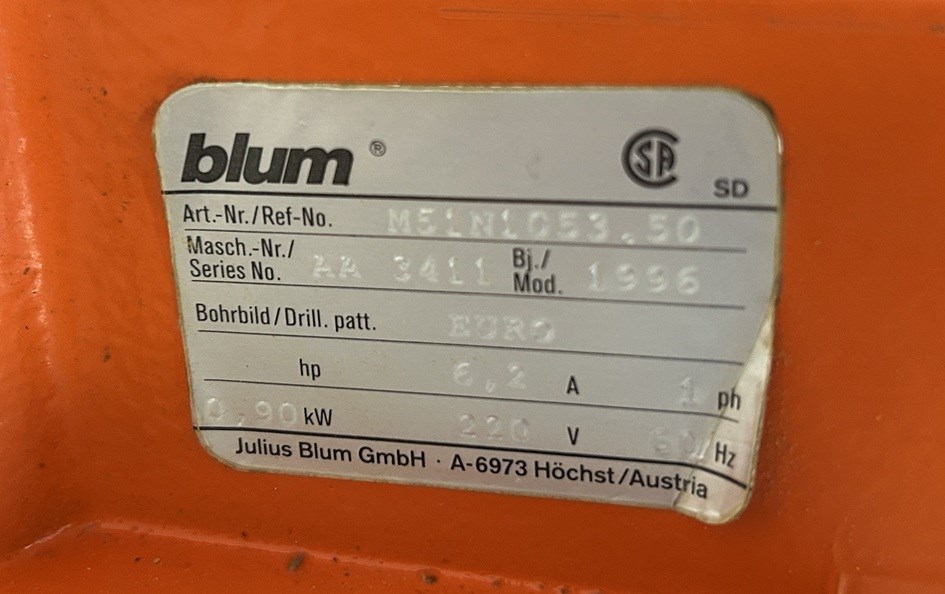 blum ®
SA SD
Art.-Nr./Ref-No. M51N1053.50
Masch.-Nr./ Series No. AA 3411 Bj./ Mod. 1996
Bohrbild/Drill. patt. EURO
hp 6,2 A 1 ph
0,90 kW 220 V 60 Hz
Julius Blum GmbH · A-6973 Höchst/Austria